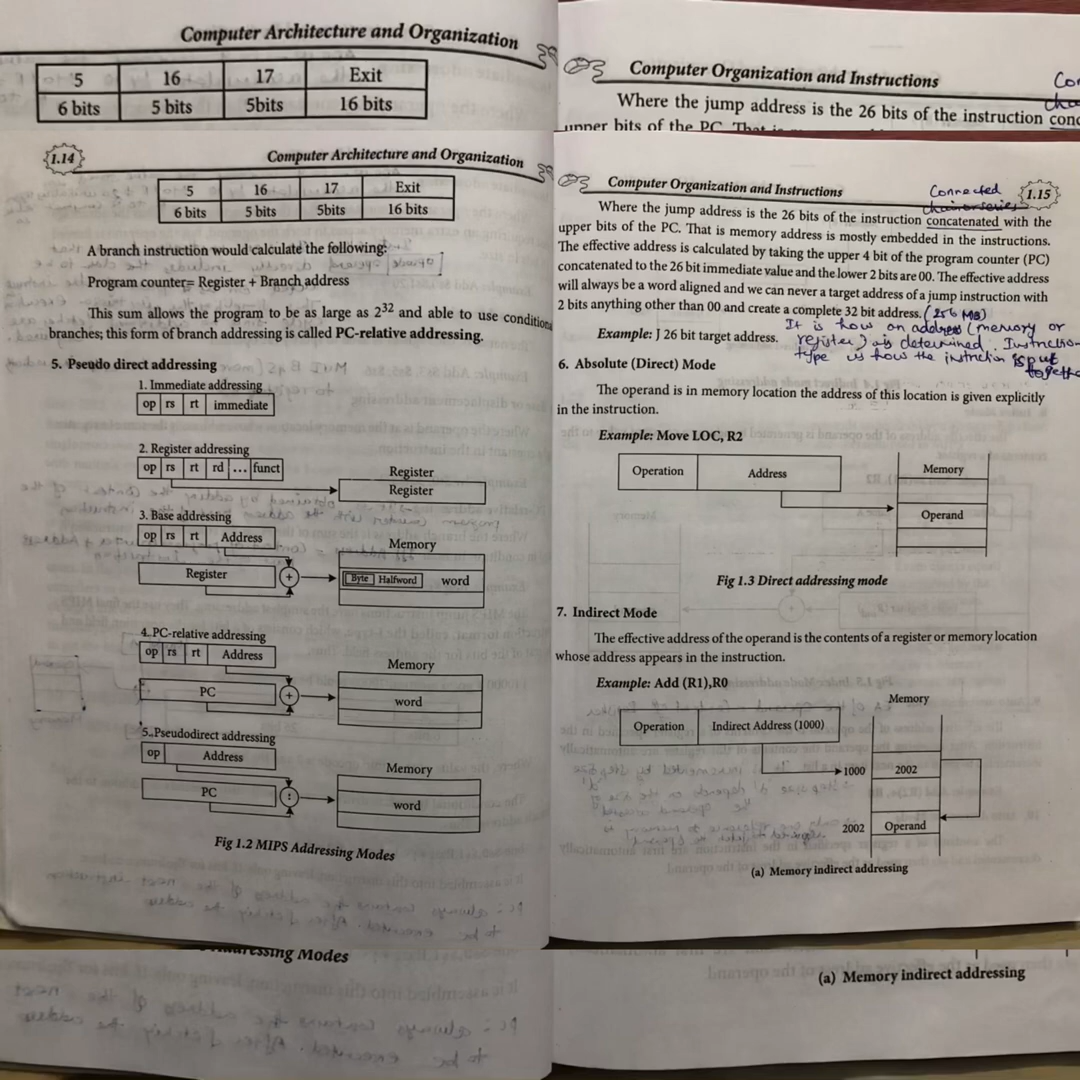 Computer Architecture and Organization
5 16 17 Exit
6 bits 5 bits 5bits 16 bits
Computer Organization and Instructions
Where the jump address is the 26 bits of the instruction conc
upper bits of the PC. That is
1.14
Computer Architecture and Organization
5 16 17 Exit
6 bits 5 bits 5bits 16 bits
A branch instruction would calculate the following:
Program counter= Register + Branch address
This sum allows the program to be as large as 2^32 and able to use conditiona
branches; this form of branch addressing is called PC-relative addressing.
5. Pseudo direct addressing
1. Immediate addressing
op rs rt immediate
2. Register addressing
op rs rt rd ... funct
Register
Register
3. Base addressing
op rs rt Address
Memory
Register + Byte Halfword word
4. PC-relative addressing
op rs rt Address
Memory
PC + word
5. Pseudodirect addressing
op Address
Memory
PC : word
Fig 1.2 MIPS Addressing Modes
Computer Organization and Instructions
Connected
1.15
chain or series
Where the jump address is the 26 bits of the instruction concatenated with the
upper bits of the PC. That is memory address is mostly embedded in the instructions.
The effective address is calculated by taking the upper 4 bit of the program counter (PC)
concatenated to the 26 bit immediate value and the lower 2 bits are 00. The effective address
will always be a word aligned and we can never a target address of a jump instruction with
2 bits anything other than 00 and create a complete 32 bit address. (256 MB)
It is how an address (memory or
Example: J 26 bit target address. register) is determined. Instruction
type is how the instruction is put
together
6. Absolute (Direct) Mode
The operand is in memory location the address of this location is given explicitly
in the instruction.
Example: Move LOC, R2
Operation Address
Memory
Operand
Fig 1.3 Direct addressing mode
7. Indirect Mode
The effective address of the operand is the contents of a register or memory location
whose address appears in the instruction.
Example: Add (R1),R0
Memory
Operation Indirect Address (1000)
1000 2002
2002 Operand
(a) Memory indirect addressing
Addressing Modes
(a) Memory indirect addressing